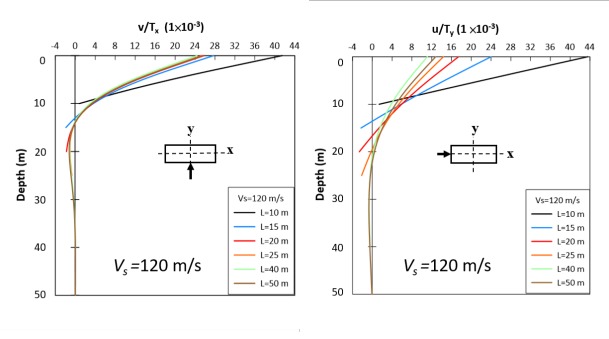 v/Tx (1×10-3)
-4 0 4 8 12 16 20 24 28 32 36 40 44
0
10
20
30
40
50
Depth (m)
y
x
Vs=120 m/s
L=10 m
L=15 m
L=20 m
L=25 m
L=40 m
L=50 m
Vs=120 m/s
u/Ty (1×10-3)
-4 0 4 8 12 16 20 24 28 32 36 40 44
0
10
20
30
40
50
Depth (m)
y
x
Vs=120 m/s
L=10 m
L=15 m
L=20 m
L=25 m
L=40 m
L=50 m
Vs=120 m/s